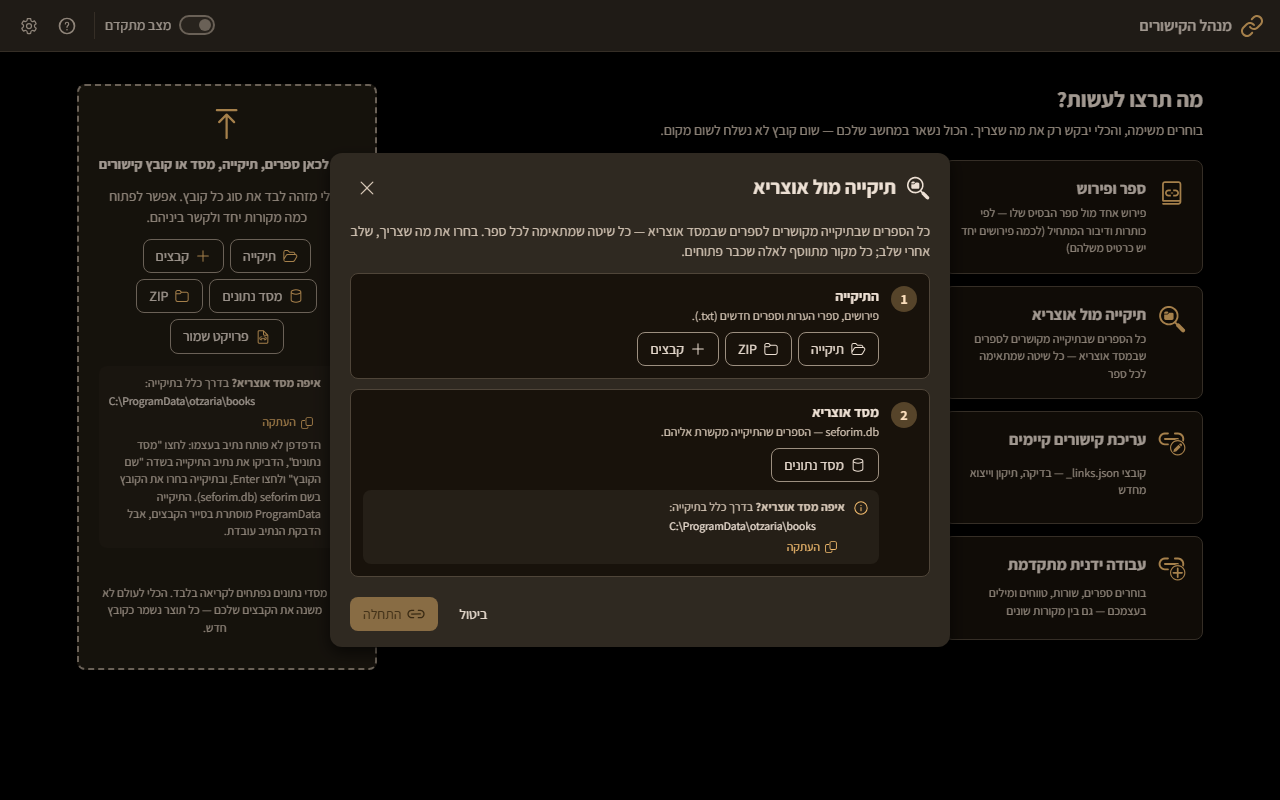 מנהל הקישורים
מצב מתקדם
מה תרצו לעשות?
בוחרים משימה, והכלי יבקש רק את מה שצריך. הכול נשאר במחשב שלכם — שום קובץ לא נשלח לשום מקום.
ספר ופירוש
פירוש אחד מול ספר הבסיס שלו — לפי
כותרות ודיבור המתחיל (לכמה פירושים יחד
יש כרטיס משלהם)
תיקייה מול אוצריא
כל הספרים שבתיקייה מקושרים לספרים
שבמסד אוצריא — כל שיטה שמתאימה
לכל ספר
עריכת קישורים קיימים
קובצי ‎_links.json — בדיקה, תיקון וייצוא
מחדש
עבודה ידנית מתקדמת
בוחרים ספרים, שורות, טווחים ומילים
בעצמכם — גם בין מקורות שונים
תיקייה מול אוצריא
כל הספרים שבתיקייה מקושרים לספרים שבמסד אוצריא — כל שיטה שמתאימה לכל ספר. בחרו את מה שצריך, שלב
אחרי שלב; כל מקור מתווסף לאלה שכבר פתוחים.
1
התיקייה
פירושים, ספרי הערות וספרים חדשים (‎.txt).
תיקייה
ZIP
קבצים
2
מסד אוצריא
seforim.db — הספרים שהתיקייה מקשרת אליהם.
מסד נתונים
איפה מסד אוצריא? בדרך כלל בתיקייה:
C:\ProgramData\otzaria\books
העתקה
ביטול
התחלה
לכאן ספרים, תיקייה, מסד או קובץ קישורים
מזהה לבד את סוג כל קובץ. אפשר לפתוח
כמה מקורות יחד ולקשר ביניהם.
תיקייה
קבצים
מסד נתונים
ZIP
פרויקט שמור
איפה מסד אוצריא? בדרך כלל בתיקייה:
C:\ProgramData\otzaria\books
העתקה
הדפדפן לא פותח נתיב בעצמו: לחצו "מסד
נתונים", הדביקו את נתיב התיקייה בשדה "שם
הקובץ" ולחצו Enter, ובתיקייה בחרו את הקובץ
בשם seforim (seforim.db). התיקייה
ProgramData מוסתרת בסייר הקבצים, אבל
הדבקת הנתיב עובדת.
מסדי נתונים נפתחים לקריאה בלבד. הכלי לעולם לא
משנה את הקבצים שלכם — כל תוצר נשמר כקובץ
חדש.